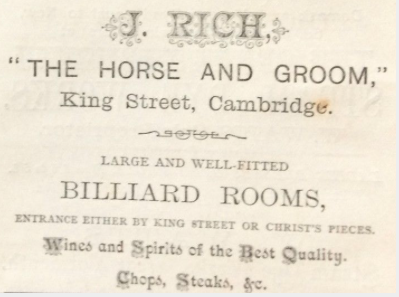 J. RICH,
"THE HORSE AND GROOM,"
King Street, Cambridge.
LARGE AND WELL-FITTED
BILLIARD ROOMS,
ENTRANCE EITHER BY KING STREET OR CHRIST'S PIECES.
Wines and Spirits of the Best Quality.
Chops, Steaks, &c.